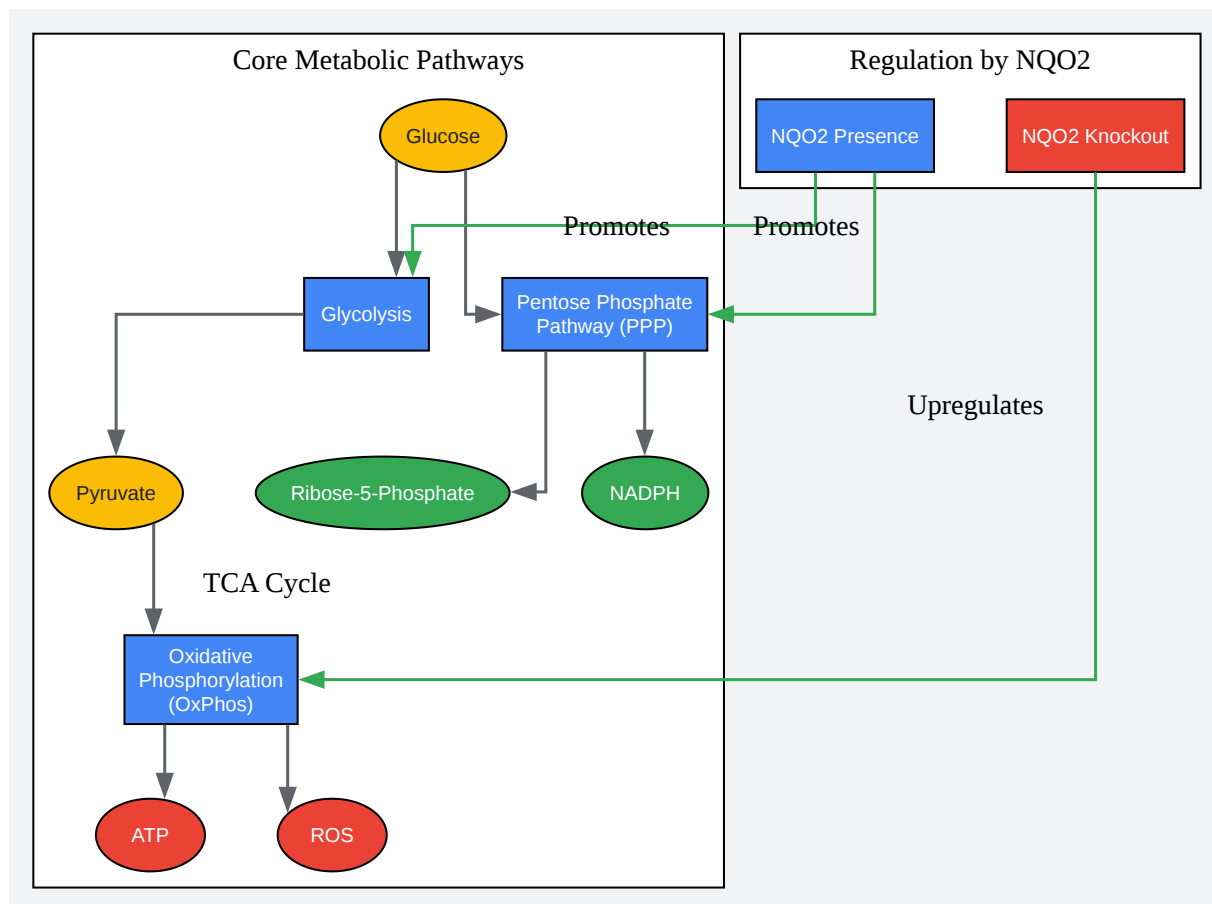 Core Metabolic Pathways
Regulation by NQO2
Glucose
NQO2 Presence
NQO2 Knockout
Promotes
Promotes
Glycolysis
Pentose Phosphate
Pathway (PPP)
Upregulates
Pyruvate
Ribose-5-Phosphate
NADPH
TCA Cycle
Oxidative
Phosphorylation
(OxPhos)
ATP
ROS